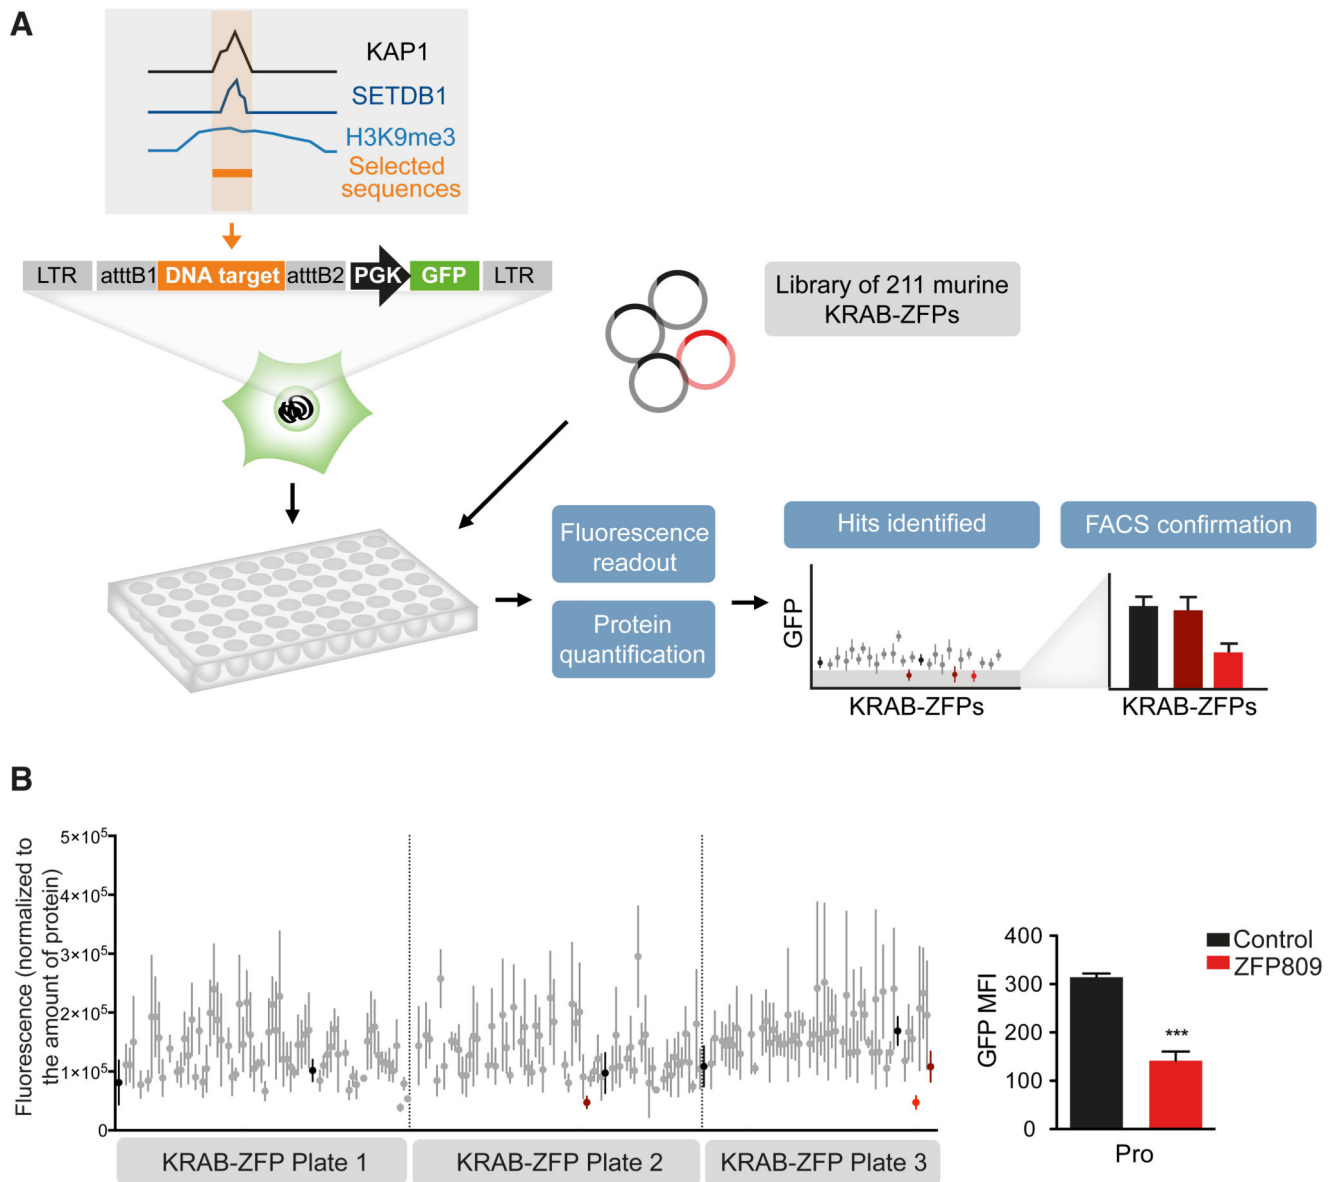 A
KAP1
SETDB1
H3K9me3
Selected
sequences
LTR atttB1 DNA target atttB2 PGK GFP LTR
Library of 211 murine
KRAB-ZFPs
Fluorescence
readout
Protein
quantification
Hits identified
FACS confirmation
GFP
KRAB-ZFPs
KRAB-ZFPs
B
Fluorescence (normalized to
the amount of protein)
5×10⁵
4×10⁵
3×10⁵
2×10⁵
1×10⁵
0
KRAB-ZFP Plate 1
KRAB-ZFP Plate 2
KRAB-ZFP Plate 3
GFP MFI
400
300
200
100
0
***
Pro
Control
ZFP809